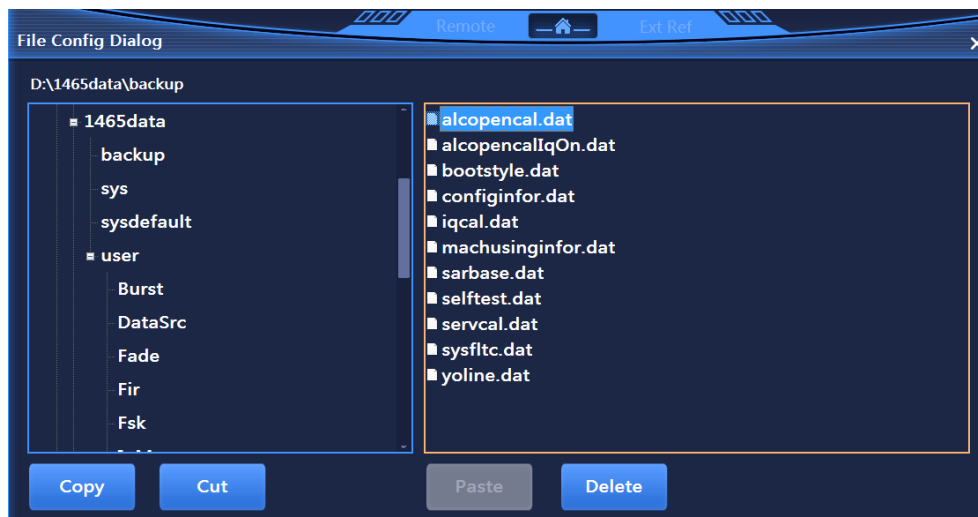 Remote
Ext Ref
File Config Dialog
D:\1465data\backup
1465data
backup
sys
sysdefault
user
Burst
DataSrc
Fade
Fir
Fsk
alcopencal.dat
alcopencalIqOn.dat
bootstyle.dat
configinfor.dat
iqcal.dat
machusinginfor.dat
sarbase.dat
selftest.dat
servcal.dat
sysfltc.dat
yoline.dat
Copy
Cut
Paste
Delete